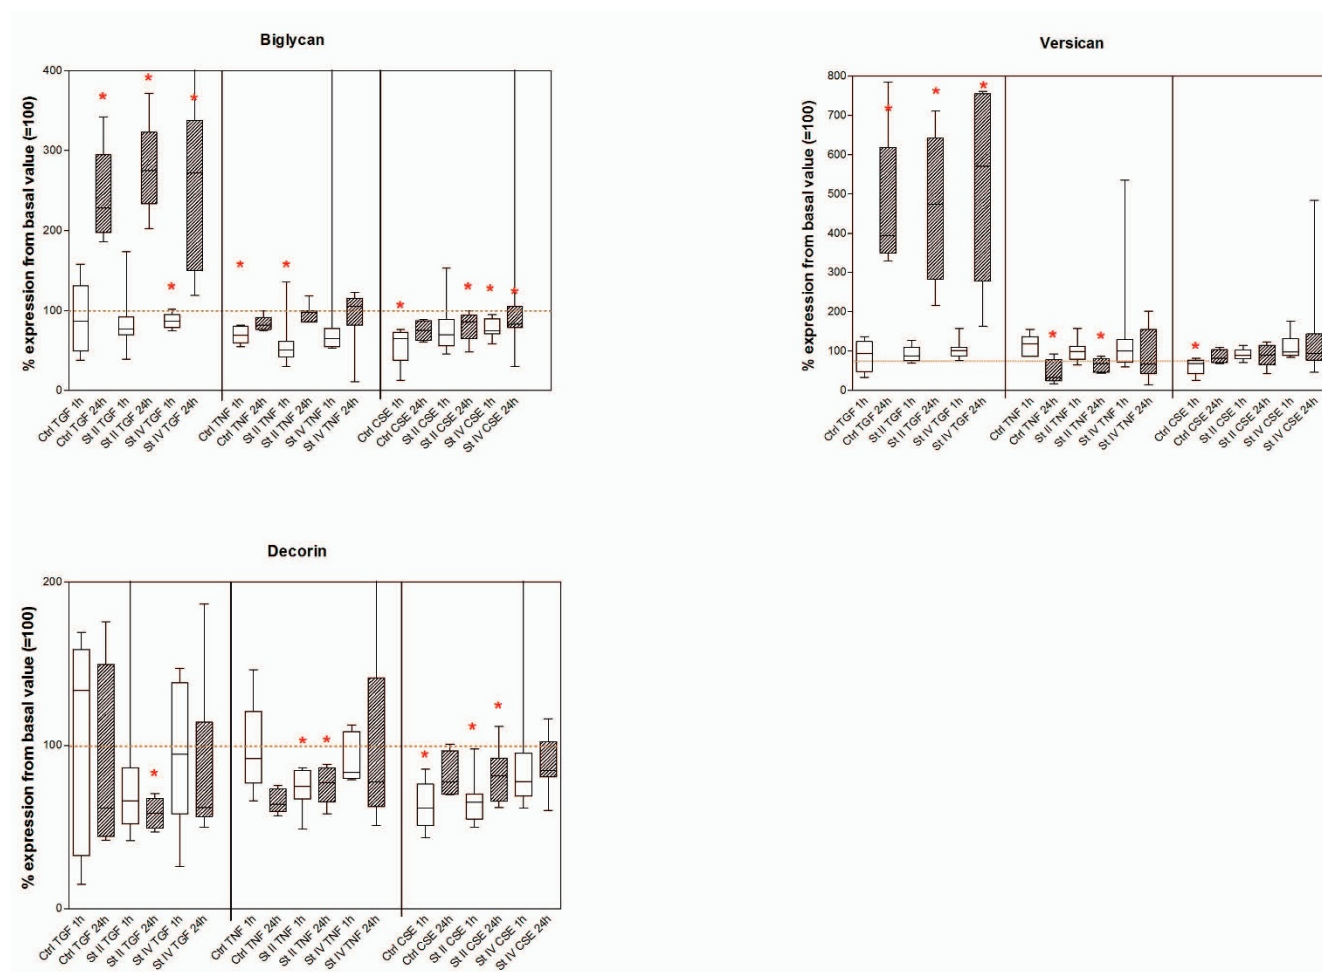 Biglycan
% expression from basal value (=100)
400
300
200
100
0
*
*
*
*
*
*
*
*
*
*
Ctrl TGF 1h
Ctrl TGF 24h
St II TGF 1h
St II TGF 24h
St IV TGF 1h
St IV TGF 24h
Ctrl TNF 1h
Ctrl TNF 24h
St II TNF 1h
St II TNF 24h
St IV TNF 1h
St IV TNF 24h
Ctrl CSE 1h
Ctrl CSE 24h
St II CSE 1h
St II CSE 24h
St IV CSE 1h
St IV CSE 24h
Versican
% expression from basal value (=100)
800
700
600
500
400
300
200
100
0
*
*
*
*
*
*
Ctrl TGF 1h
Ctrl TGF 24h
St II TGF 1h
St II TGF 24h
St IV TGF 1h
St IV TGF 24h
Ctrl TNF 1h
Ctrl TNF 24h
St II TNF 1h
St II TNF 24h
St IV TNF 1h
St IV TNF 24h
Ctrl CSE 1h
Ctrl CSE 24h
St II CSE 1h
St II CSE 24h
St IV CSE 1h
St IV CSE 24h
Decorin
% expression from basal value (=100)
200
100
0
*
*
*
*
*
*
Ctrl TGF 1h
Ctrl TGF 24h
St II TGF 1h
St II TGF 24h
St IV TGF 1h
St IV TGF 24h
Ctrl TNF 1h
Ctrl TNF 24h
St II TNF 1h
St II TNF 24h
St IV TNF 1h
St IV TNF 24h
Ctrl CSE 1h
Ctrl CSE 24h
St II CSE 1h
St II CSE 24h
St IV CSE 1h
St IV CSE 24h